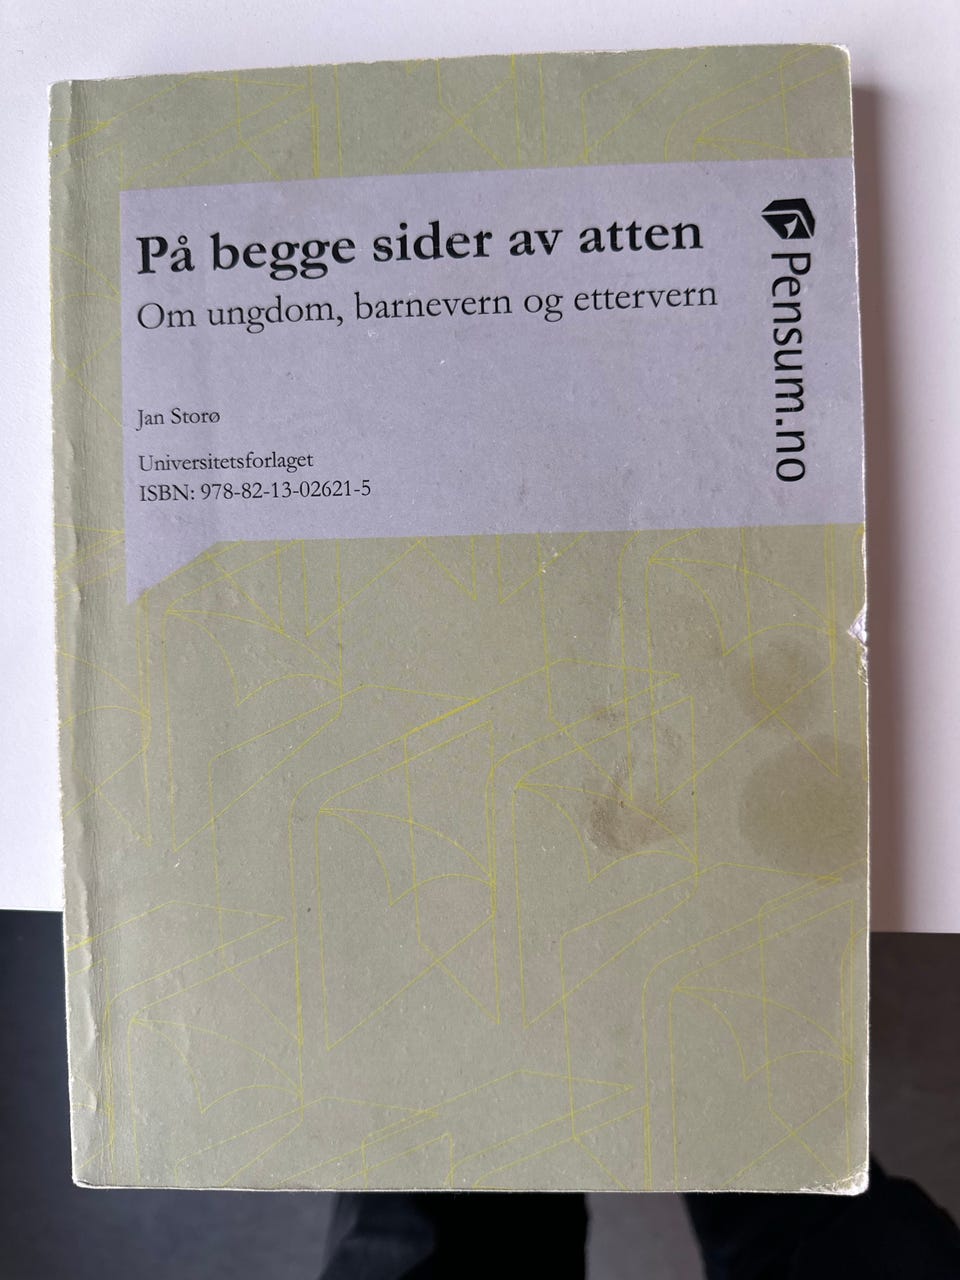 På begge sider av atten
Om ungdom, barnevern og ettervern
Jan Storø
Universitetsforlaget
ISBN: 978-82-13-02621-5
Pensum.no